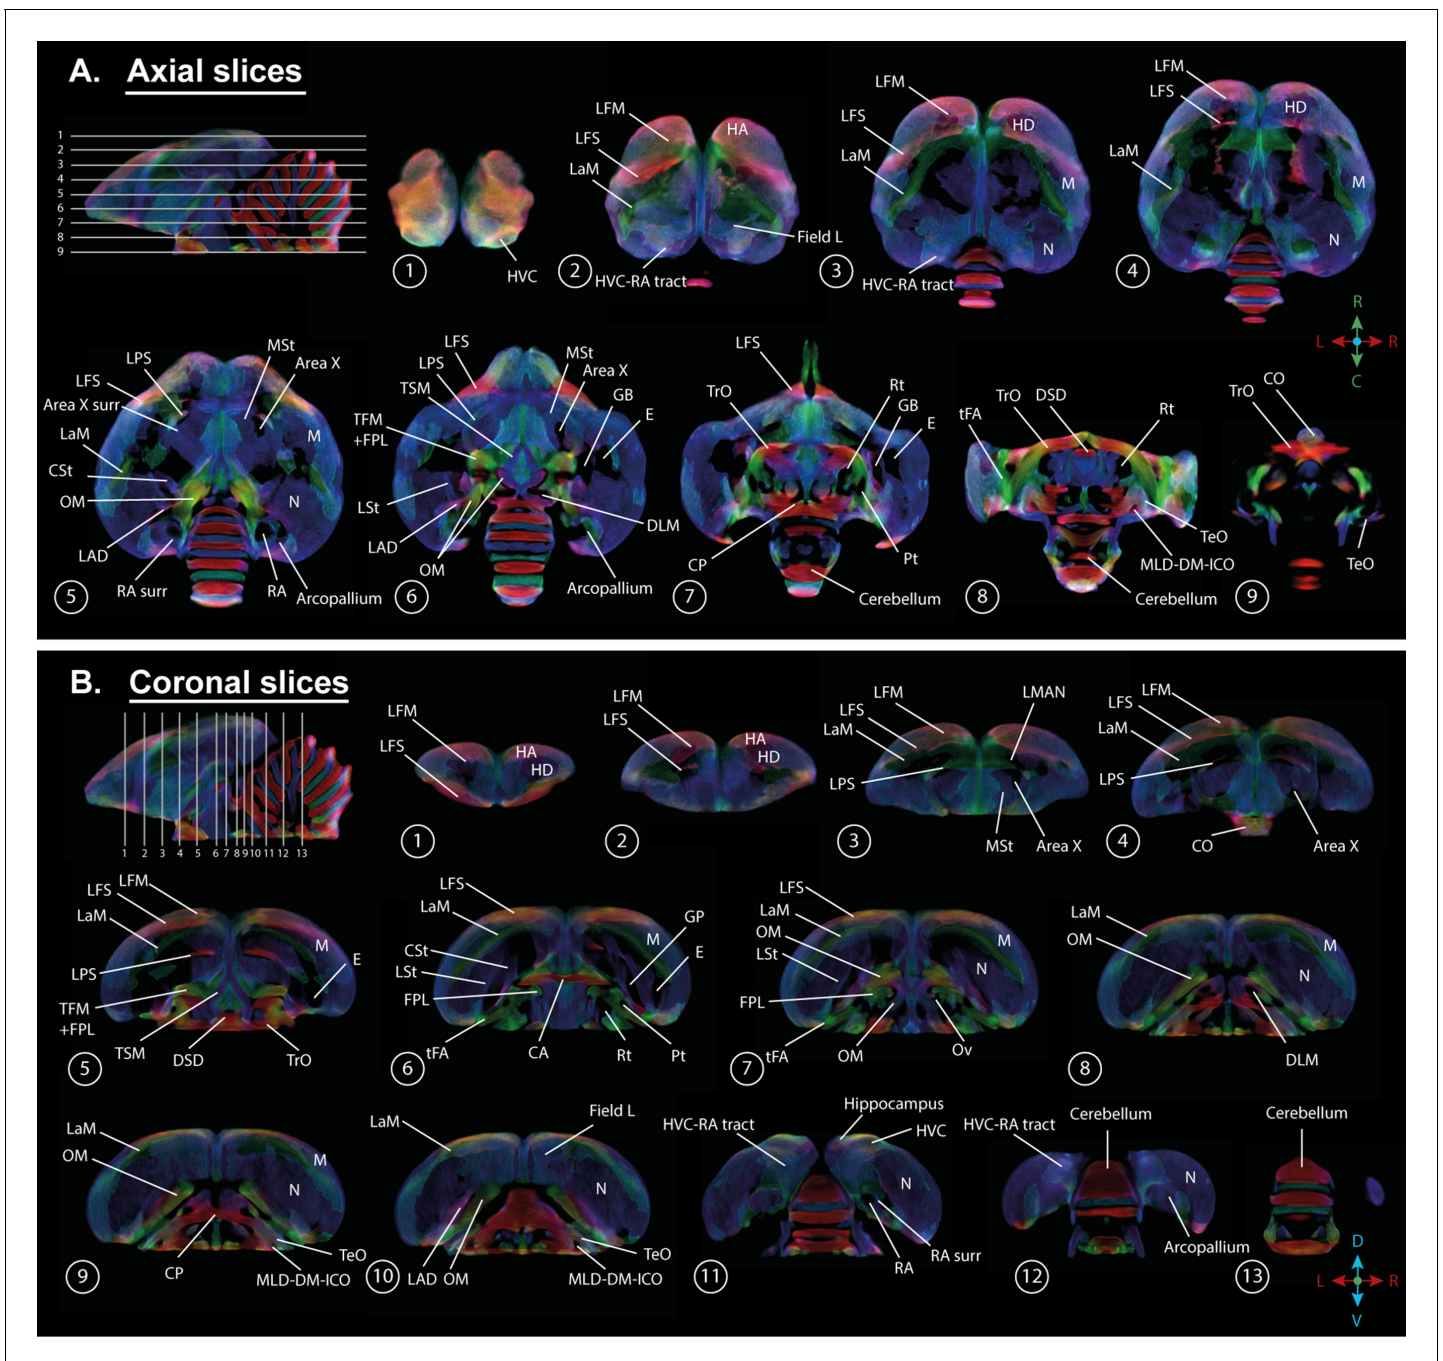 A. Axial slices
1
2
3
4
5
6
7
8
9
HVC
1
LFM
LFS
LaM
HA
Field L
HVC-RA tract
2
LFM
LFS
LaM
HD
M
N
HVC-RA tract
3
LFM
LFS
LaM
HD
M
N
4
R
L R
C
LPS
MSt
Area X
LFS
Area X surr
LaM
CSt
OM
LAD
M
N
RA surr
RA
Arcopallium
5
LFS
LPS
TSM
MSt
Area X
GB
E
TFM
+FPL
LSt
LAD
OM
DLM
Arcopallium
6
LFS
TrO
Rt
GB
E
CP
Pt
Cerebellum
7
tFA
TrO
DSD
Rt
TeO
MLD-DM-ICO
Cerebellum
8
CO
TrO
TeO
9
B. Coronal slices
1 2 3 4 5 6 7 8 9 10 11 12 13
LFM
LFS
HA
HD
1
LFM
LFS
HA
HD
2
LFM
LFS
LaM
LPS
LMAN
MSt
Area X
3
LFM
LFS
LaM
LPS
CO
Area X
4
LFM
LFS
LaM
LPS
TFM
+FPL
TSM
DSD
TrO
M
E
5
LFS
LaM
CSt
LSt
FPL
tFA
CA
Rt
Pt
GP
M
E
6
LFS
LaM
OM
LSt
FPL
tFA
OM
Ov
M
N
7
LaM
OM
M
N
DLM
8
LaM
OM
M
N
CP
TeO
MLD-DM-ICO
9
LaM
Field L
M
N
LAD OM
TeO
MLD-DM-ICO
10
HVC-RA tract
Hippocampus
HVC
N
RA surr
RA
11
HVC-RA tract
Cerebellum
N
Arcopallium
12
Cerebellum
13
D
L R
V